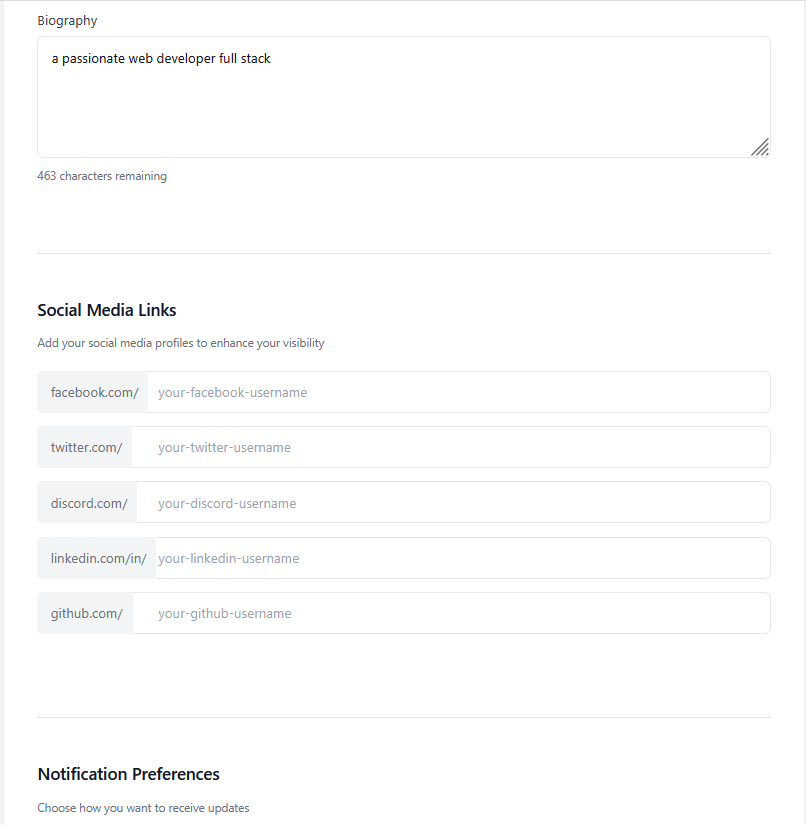 Biography
a passionate web developer full stack
463 characters remaining
Social Media Links
Add your social media profiles to enhance your visibility
facebook.com/ your-facebook-username
twitter.com/ your-twitter-username
discord.com/ your-discord-username
linkedin.com/in/ your-linkedin-username
github.com/ your-github-username
Notification Preferences
Choose how you want to receive updates